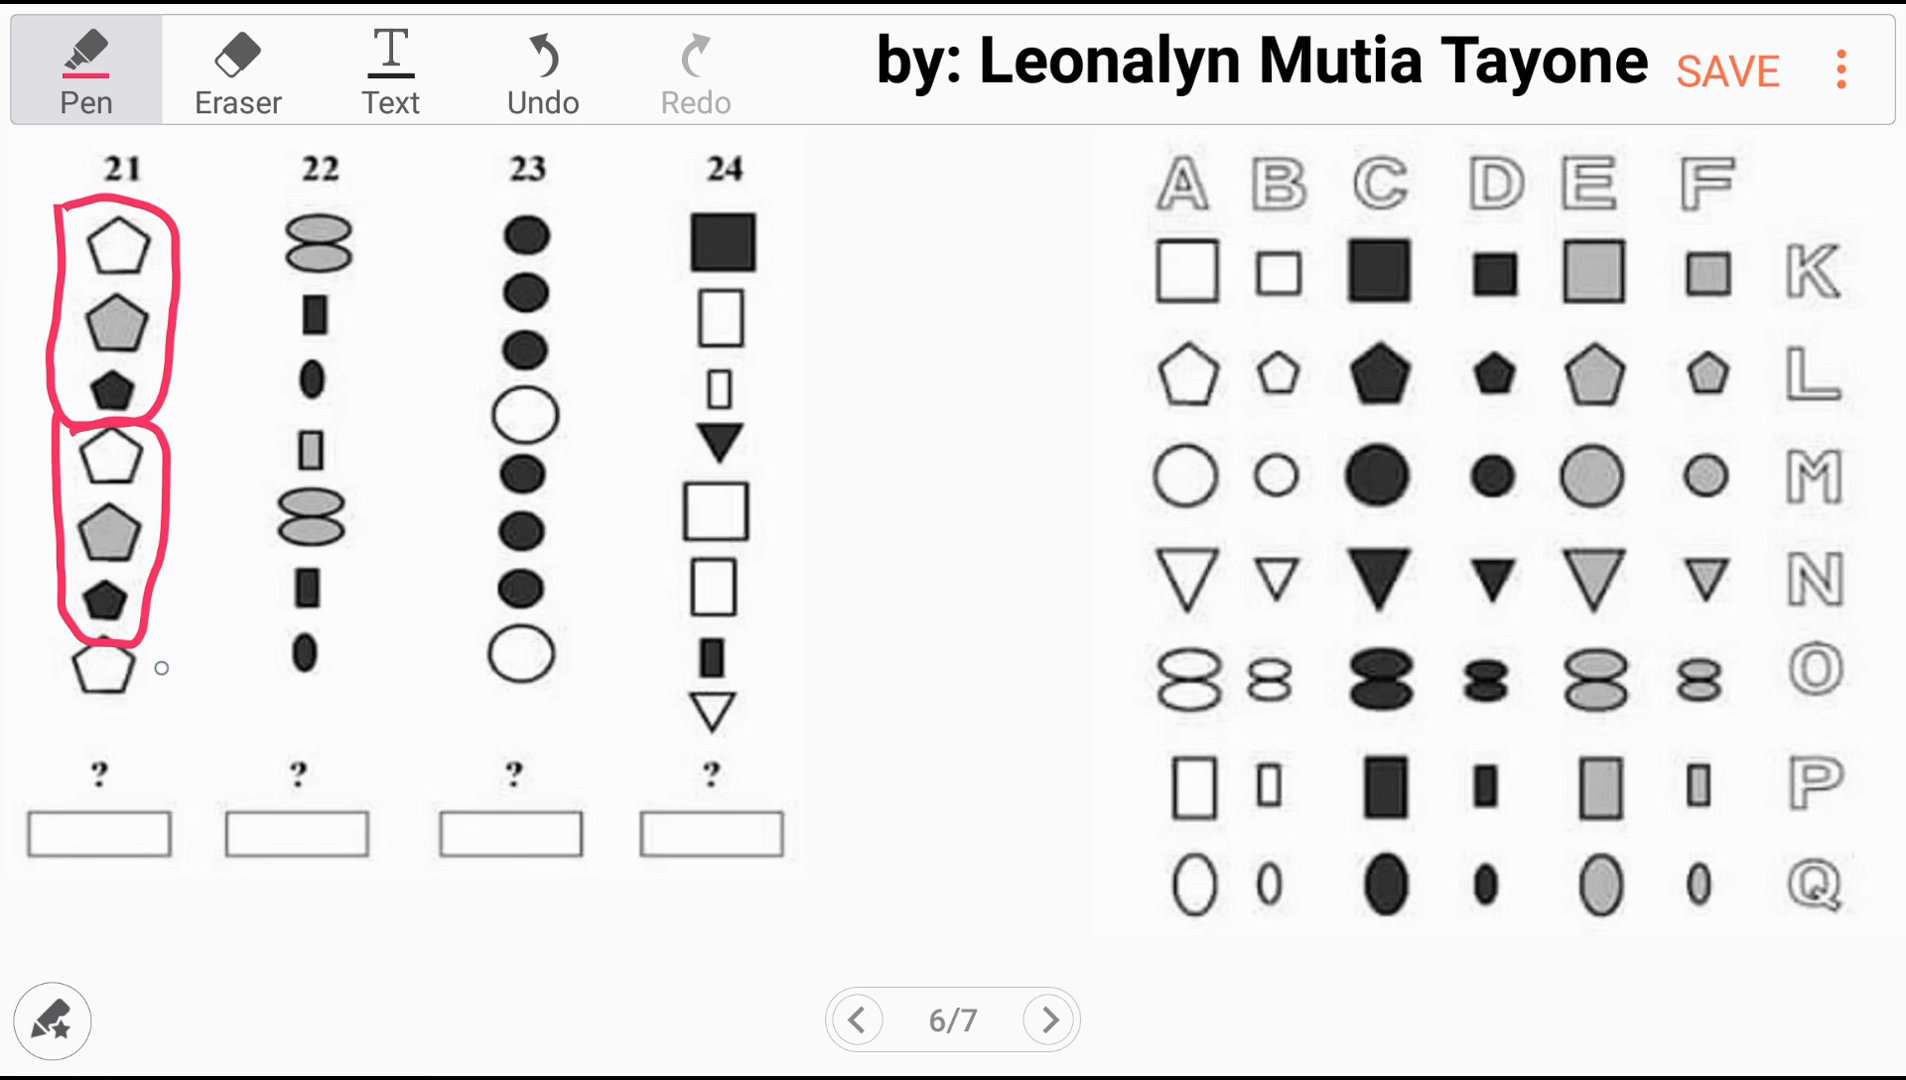 Pen Eraser Text Undo Redo by: Leonalyn Mutia Tayone SAVE
21 22 23 24
A B C D E F
K
L
M
N
O
? ? ? ?
P
Q
6/7